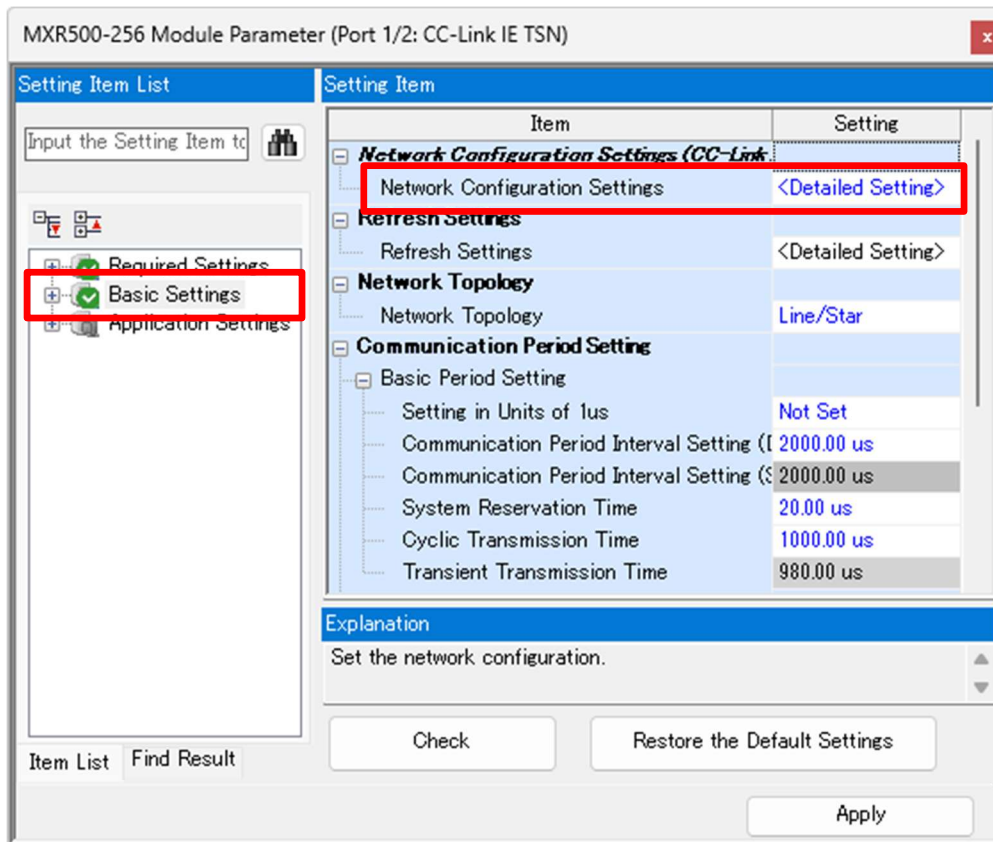 MXR500-256 Module Parameter (Port 1/2: CC-Link IE TSN)
x
Setting Item List
Input the Setting Item to
Required Settings
Basic Settings
Application Settings
Item List
Find Result
Setting Item
Item Setting
Network Configuration Settings (CC-Link
Network Configuration Settings <Detailed Setting>
Refresh Settings
Refresh Settings <Detailed Setting>
Network Topology
Network Topology Line/Star
Communication Period Setting
Basic Period Setting
Setting in Units of 1us Not Set
Communication Period Interval Setting ( 2000.00 us
Communication Period Interval Setting (S 2000.00 us
System Reservation Time 20.00 us
Cyclic Transmission Time 1000.00 us
Transient Transmission Time 980.00 us
Explanation
Set the network configuration.
Check
Restore the Default Settings
Apply